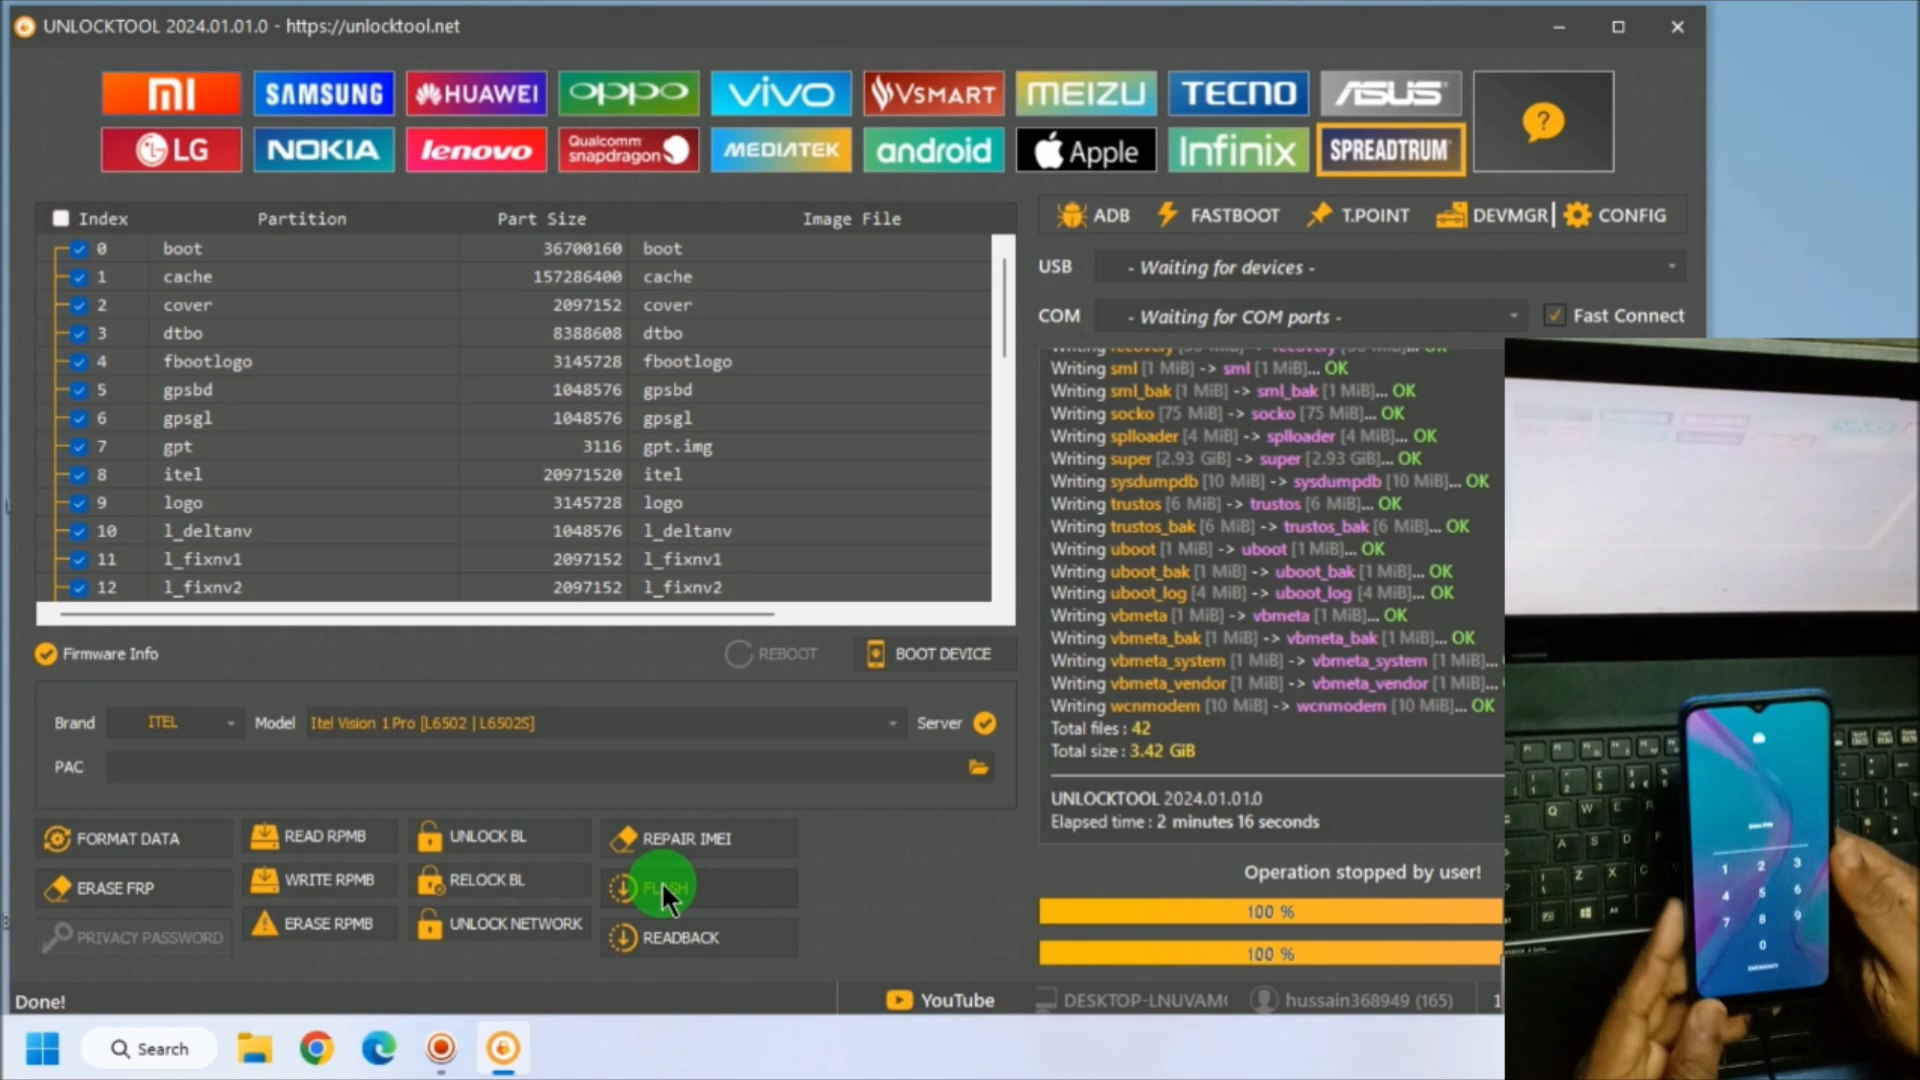 UNLOCKTOOL 2024.01.01.0 - https://unlocktool.net
MI SAMSUNG HUAWEI oppo vivo VSMART MEIZU TECNO ASUS ?
LG NOKIA lenovo Qualcomm snapdragon MEDIATEK android Apple Infinix SPREADTRUM
Index Partition Part Size Image File
0 boot 36700160 boot
1 cache 157286400 cache
2 cover 2097152 cover
3 dtbo 8388608 dtbo
4 fbootlogo 3145728 fbootlogo
5 gpsbd 1048576 gpsbd
6 gpsgl 1048576 gpsgl
7 gpt 3116 gpt.img
8 itel 20971520 itel
9 logo 3145728 logo
10 l_deltanv 1048576 l_deltanv
11 l_fixnv1 2097152 l_fixnv1
12 l_fixnv2 2097152 l_fixnv2
Firmware Info REBOOT BOOT DEVICE
Brand ITEL Model Itel Vision 1 Pro [L6502 | L6502S] Server
PAC
FORMAT DATA READ RPMB UNLOCK BL REPAIR IMEI
ERASE FRP WRITE RPMB RELOCK BL FLASH
PRIVACY PASSWORD ERASE RPMB UNLOCK NETWORK READBACK
ADB FASTBOOT T.POINT DEVMGR CONFIG
USB - Waiting for devices -
COM - Waiting for COM ports - Fast Connect
Writing sml [1 MiB] -> sml [1 MiB]... OK
Writing sml_bak [1 MiB] -> sml_bak [1 MiB]... OK
Writing socko [75 MiB] -> socko [75 MiB]... OK
Writing splloader [4 MiB] -> splloader [4 MiB]... OK
Writing super [2.93 GiB] -> super [2.93 GiB]... OK
Writing sysdumpdb [10 MiB] -> sysdumpdb [10 MiB]... OK
Writing trustos [6 MiB] -> trustos [6 MiB]... OK
Writing trustos_bak [6 MiB] -> trustos_bak [6 MiB]... OK
Writing uboot [1 MiB] -> uboot [1 MiB]... OK
Writing uboot_bak [1 MiB] -> uboot_bak [1 MiB]... OK
Writing uboot_log [4 MiB] -> uboot_log [4 MiB]... OK
Writing vbmeta [1 MiB] -> vbmeta [1 MiB]... OK
Writing vbmeta_bak [1 MiB] -> vbmeta_bak [1 MiB]... OK
Writing vbmeta_system [1 MiB] -> vbmeta_system [1 MiB]...
Writing vbmeta_vendor [1 MiB] -> vbmeta_vendor [1 MiB]...
Writing wcnmodem [10 MiB] -> wcnmodem [10 MiB]... OK
Total files : 42
Total size : 3.42 GiB
UNLOCKTOOL 2024.01.01.0
Elapsed time : 2 minutes 16 seconds
Operation stopped by user!
100 %
100 %
Done! YouTube hussain368949 (165)
Search
1 2 3
4 5 6
7 8 9
0
EMERGENCY